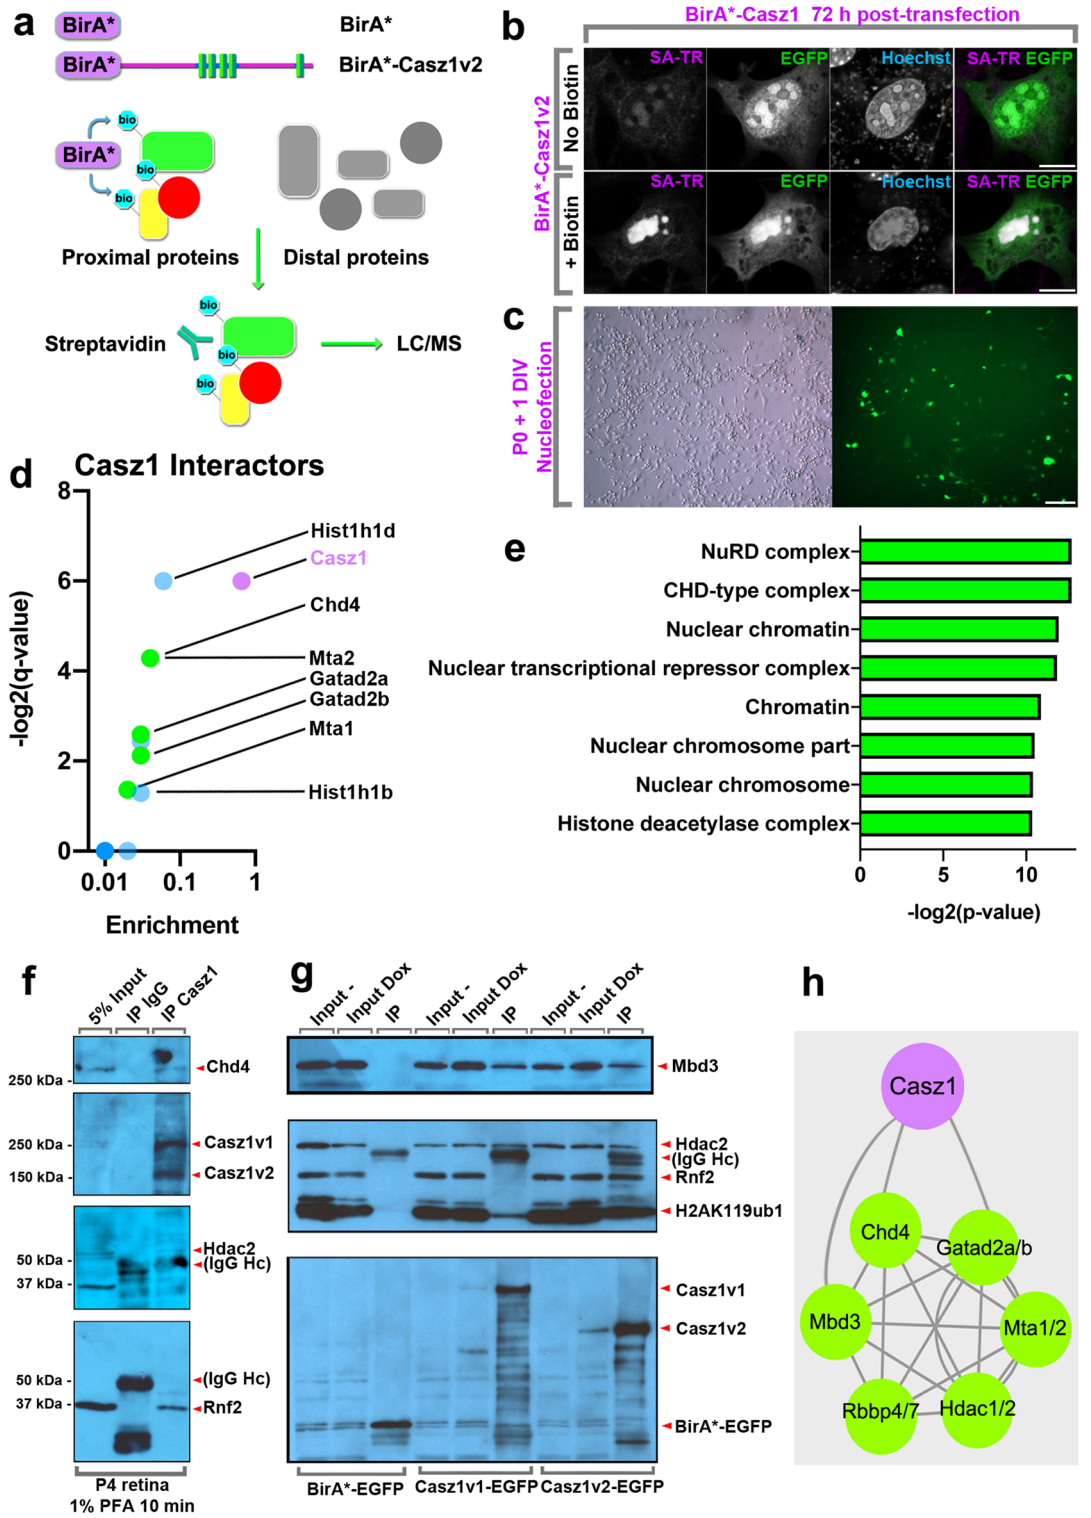 a
BirA*
BirA*
BirA*
BirA*-Casz1v2
bio
BirA*
bio
bio
Proximal proteins
Distal proteins
bio
Streptavidin
bio
LC/MS
bio
b
BirA*-Casz1 72 h post-transfection
BirA*-Casz1v2
No Biotin
SA-TR
EGFP
Hoechst
SA-TR EGFP
+ Biotin
SA-TR
EGFP
Hoechst
SA-TR EGFP
c
P0 + 1 DIV
Nucleofection
d
Casz1 Interactors
-log2(q-value)
8
6
4
2
0
Hist1h1d
Casz1
Chd4
Mta2
Gatad2a
Gatad2b
Mta1
Hist1h1b
0.01
0.1
1
Enrichment
e
NuRD complex
CHD-type complex
Nuclear chromatin
Nuclear transcriptional repressor complex
Chromatin
Nuclear chromosome part
Nuclear chromosome
Histone deacetylase complex
0
5
10
-log2(p-value)
f
5% Input
IP IgG
IP Casz1
Chd4
250 kDa -
250 kDa -
Casz1v1
150 kDa -
Casz1v2
Hdac2
50 kDa -
(IgG Hc)
37 kDa -
50 kDa -
(IgG Hc)
37 kDa -
Rnf2
P4 retina
1% PFA 10 min
g
Input -
Input Dox
IP
Input -
Input Dox
IP
Input -
Input Dox
IP
Mbd3
Hdac2
(IgG Hc)
Rnf2
H2AK119ub1
Casz1v1
Casz1v2
BirA*-EGFP
BirA*-EGFP
Casz1v1-EGFP
Casz1v2-EGFP
h
Casz1
Chd4
Gatad2a/b
Mbd3
Mta1/2
Rbbp4/7
Hdac1/2